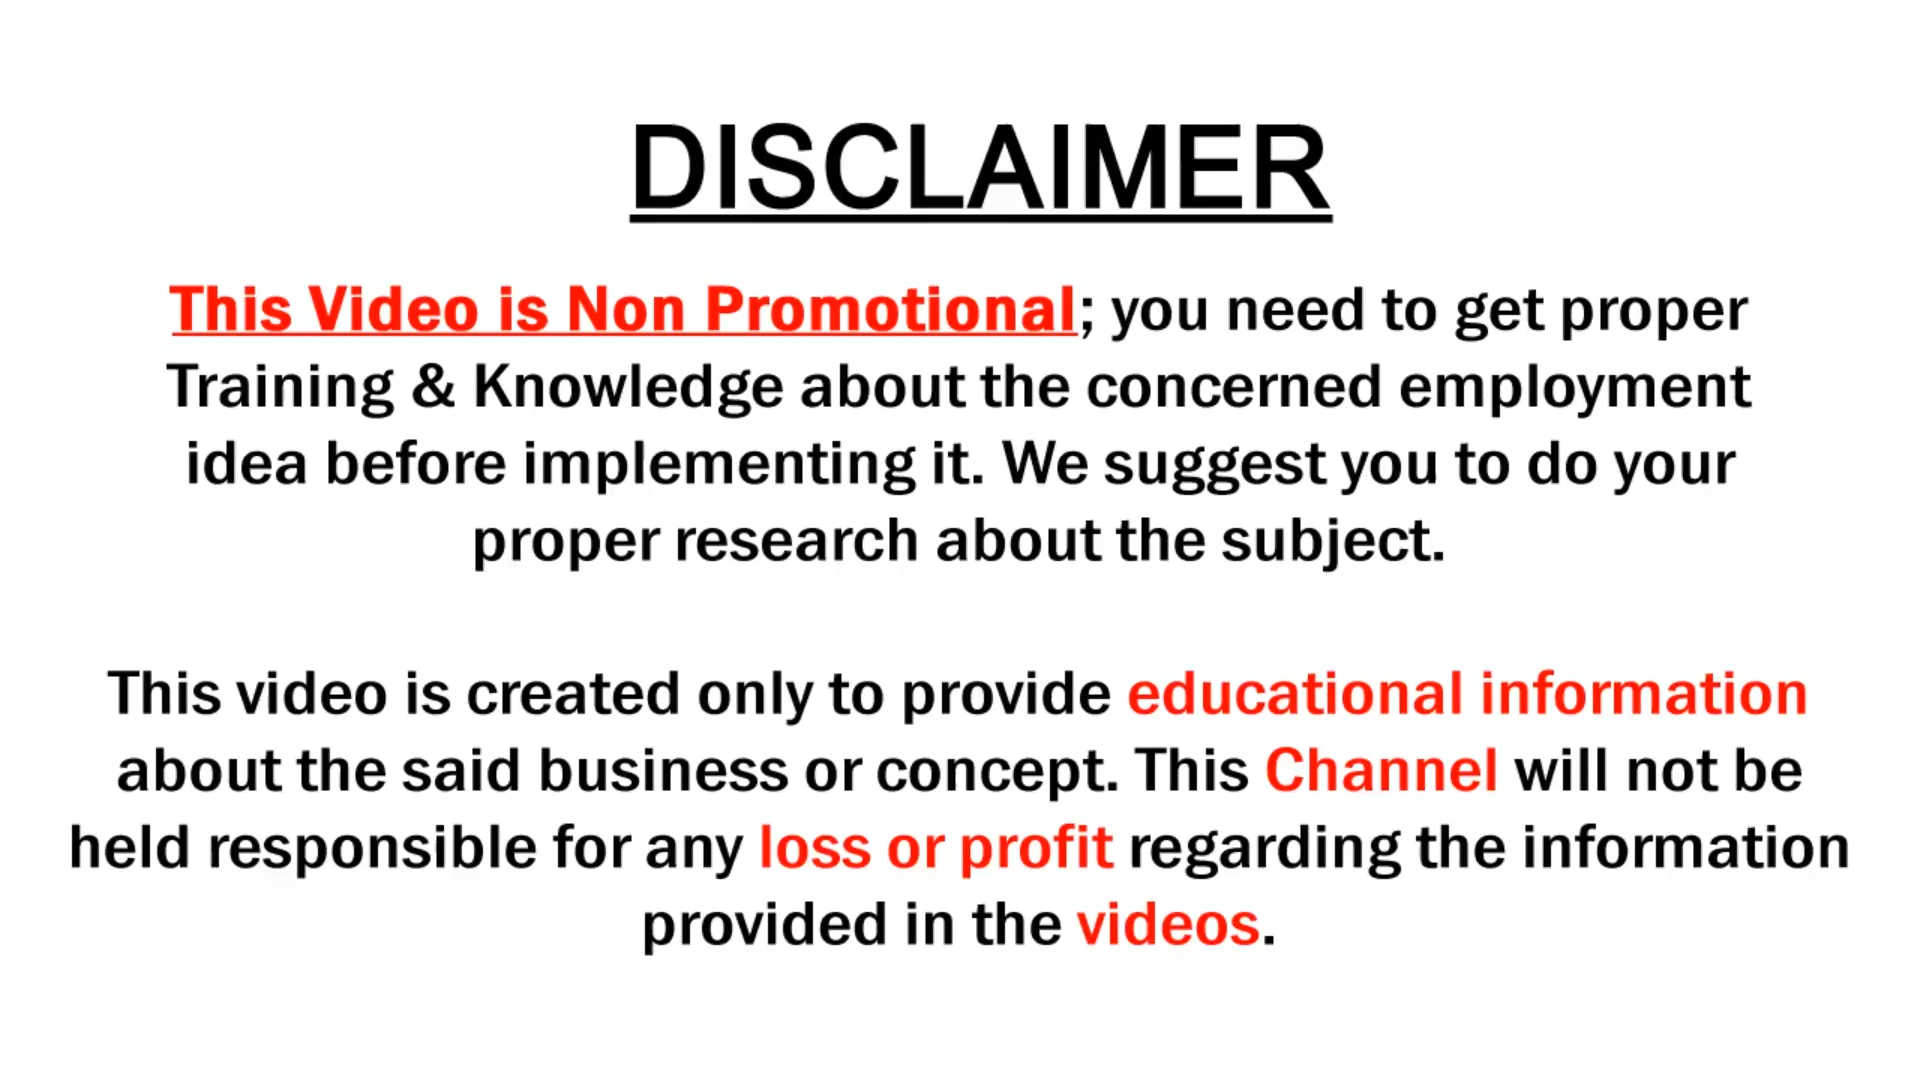 DISCLAIMER
This Video is Non Promotional; you need to get proper
Training & Knowledge about the concerned employment
idea before implementing it. We suggest you to do your
proper research about the subject.
This video is created only to provide educational information
about the said business or concept. This Channel will not be
held responsible for any loss or profit regarding the information
provided in the videos.